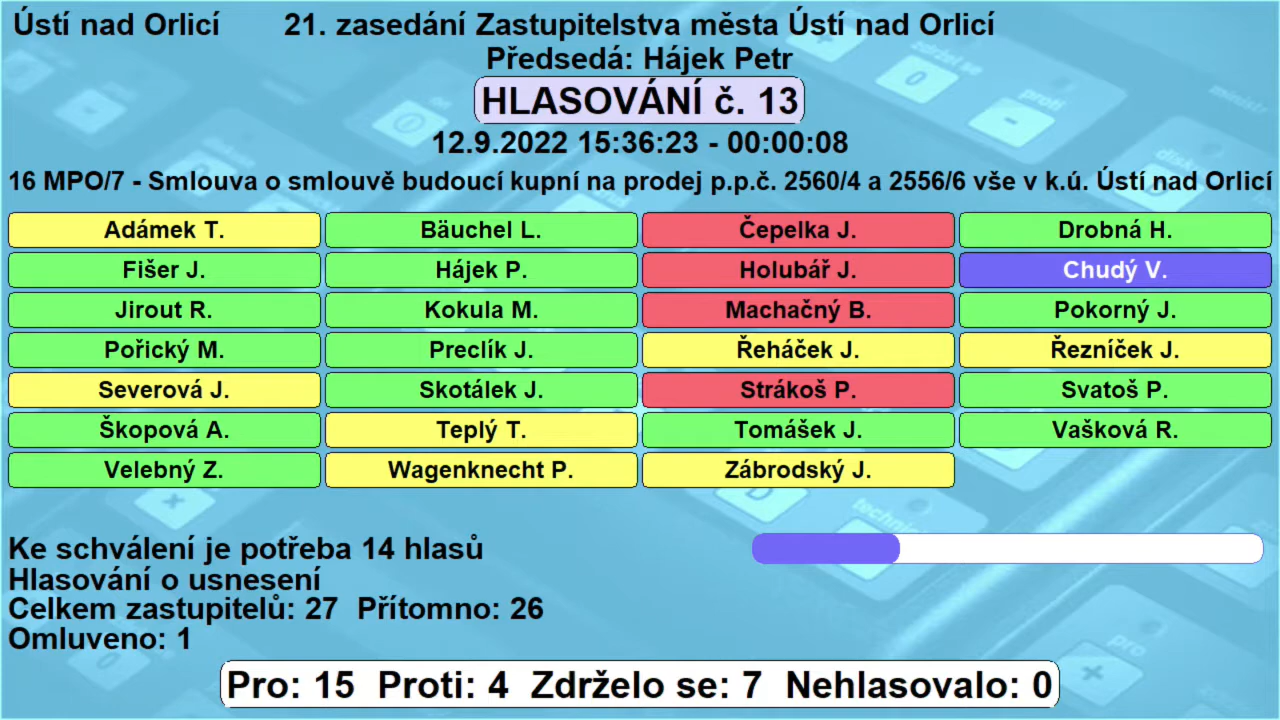 Ústí nad Orlicí 21. zasedání Zastupitelstva města Ústí nad Orlicí
Předsedá: Hájek Petr
HLASOVÁNÍ č. 13
12.9.2022 15:36:23 - 00:00:08
16 MPO/7 - Smlouva o smlouvě budoucí kupní na prodej p.p.č. 2560/4 a 2556/6 vše v k.ú. Ústí nad Orlicí
Adámek T. Bäuchel L. Čepelka J. Drobná H.
Fišer J. Hájek P. Holubář J. Chudý V.
Jirout R. Kokula M. Machačný B. Pokorný J.
Pořický M. Preclík J. Řeháček J. Řezníček J.
Severová J. Skotálek J. Strákoš P. Svatoš P.
Škopová A. Teplý T. Tomášek J. Vašková R.
Velebný Z. Wagenknecht P. Zábrodský J.
Ke schválení je potřeba 14 hlasů
Hlasování o usnesení
Celkem zastupitelů: 27 Přítomno: 26
Omluveno: 1
Pro: 15 Proti: 4 Zdrželo se: 7 Nehlasovalo: 0